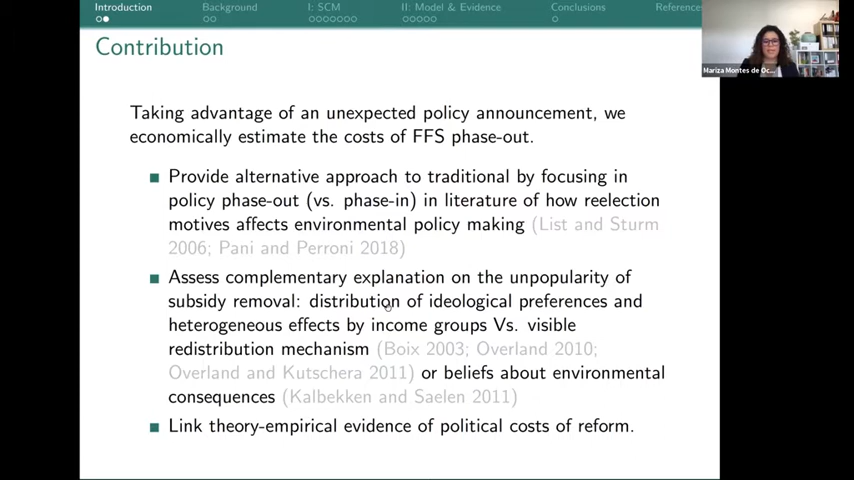 Introduction
Background
I: SCM
II: Model & Evidence
Conclusions
Reference
Contribution
Mariza Montes de Oc...
Taking advantage of an unexpected policy announcement, we
economically estimate the costs of FFS phase-out.
Provide alternative approach to traditional by focusing in
policy phase-out (vs. phase-in) in literature of how reelection
motives affects environmental policy making (List and Sturm
2006; Pani and Perroni 2018)
Assess complementary explanation on the unpopularity of
subsidy removal: distribution of ideological preferences and
heterogeneous effects by income groups Vs. visible
redistribution mechanism (Boix 2003; Overland 2010;
Overland and Kutschera 2011) or beliefs about environmental
consequences (Kalbekken and Saelen 2011)
Link theory-empirical evidence of political costs of reform.